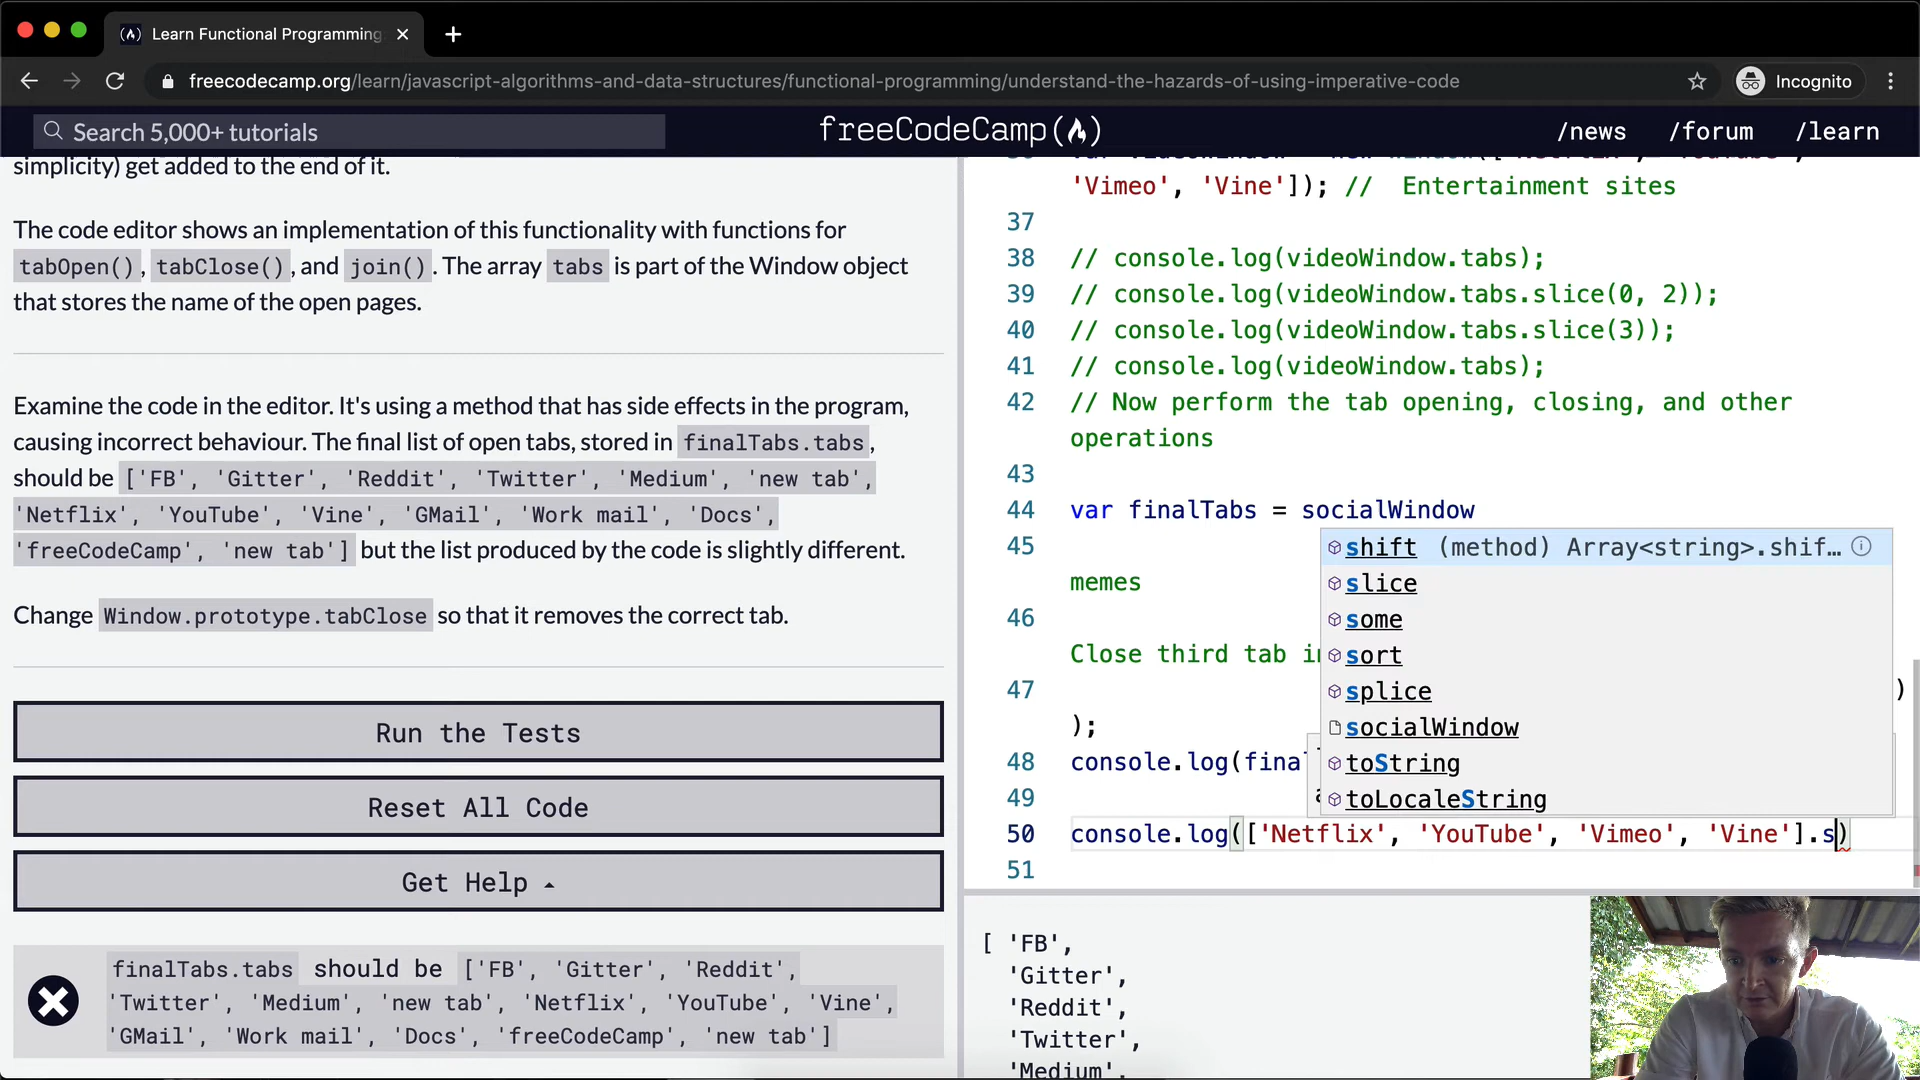 Learn Functional Programming
freecodecamp.org/learn/javascript-algorithms-and-data-structures/functional-programming/understand-the-hazards-of-using-imperative-code
Incognito
Search 5,000+ tutorials
freeCodeCamp
/news /forum /learn
simplicity) get added to the end of it.
The code editor shows an implementation of this functionality with functions for
tabOpen(), tabClose(), and join(). The array tabs is part of the Window object
that stores the name of the open pages.
Examine the code in the editor. It's using a method that has side effects in the program,
causing incorrect behaviour. The final list of open tabs, stored in finalTabs.tabs,
should be ['FB', 'Gitter', 'Reddit', 'Twitter', 'Medium', 'new tab',
'Netflix', 'YouTube', 'Vine', 'GMail', 'Work mail', 'Docs',
'freeCodeCamp', 'new tab'] but the list produced by the code is slightly different.
Change Window.prototype.tabClose so that it removes the correct tab.
Run the Tests
Reset All Code
Get Help
finalTabs.tabs should be ['FB', 'Gitter', 'Reddit',
'Twitter', 'Medium', 'new tab', 'Netflix', 'YouTube', 'Vine',
'GMail', 'Work mail', 'Docs', 'freeCodeCamp', 'new tab']
'Vimeo', 'Vine']); // Entertainment sites
37
38 // console.log(videoWindow.tabs);
39 // console.log(videoWindow.tabs.slice(0, 2));
40 // console.log(videoWindow.tabs.slice(3));
41 // console.log(videoWindow.tabs);
42 // Now perform the tab opening, closing, and other
operations
43
44 var finalTabs = socialWindow
45
memes
46
Close third tab in
47 )
);
48 console.log(final
49
50 console.log(['Netflix', 'YouTube', 'Vimeo', 'Vine'].s)
51
shift (method) Array<string>.shif…
slice
some
sort
splice
socialWindow
toString
toLocaleString
[ 'FB',
'Gitter',
'Reddit',
'Twitter',
'Medium',